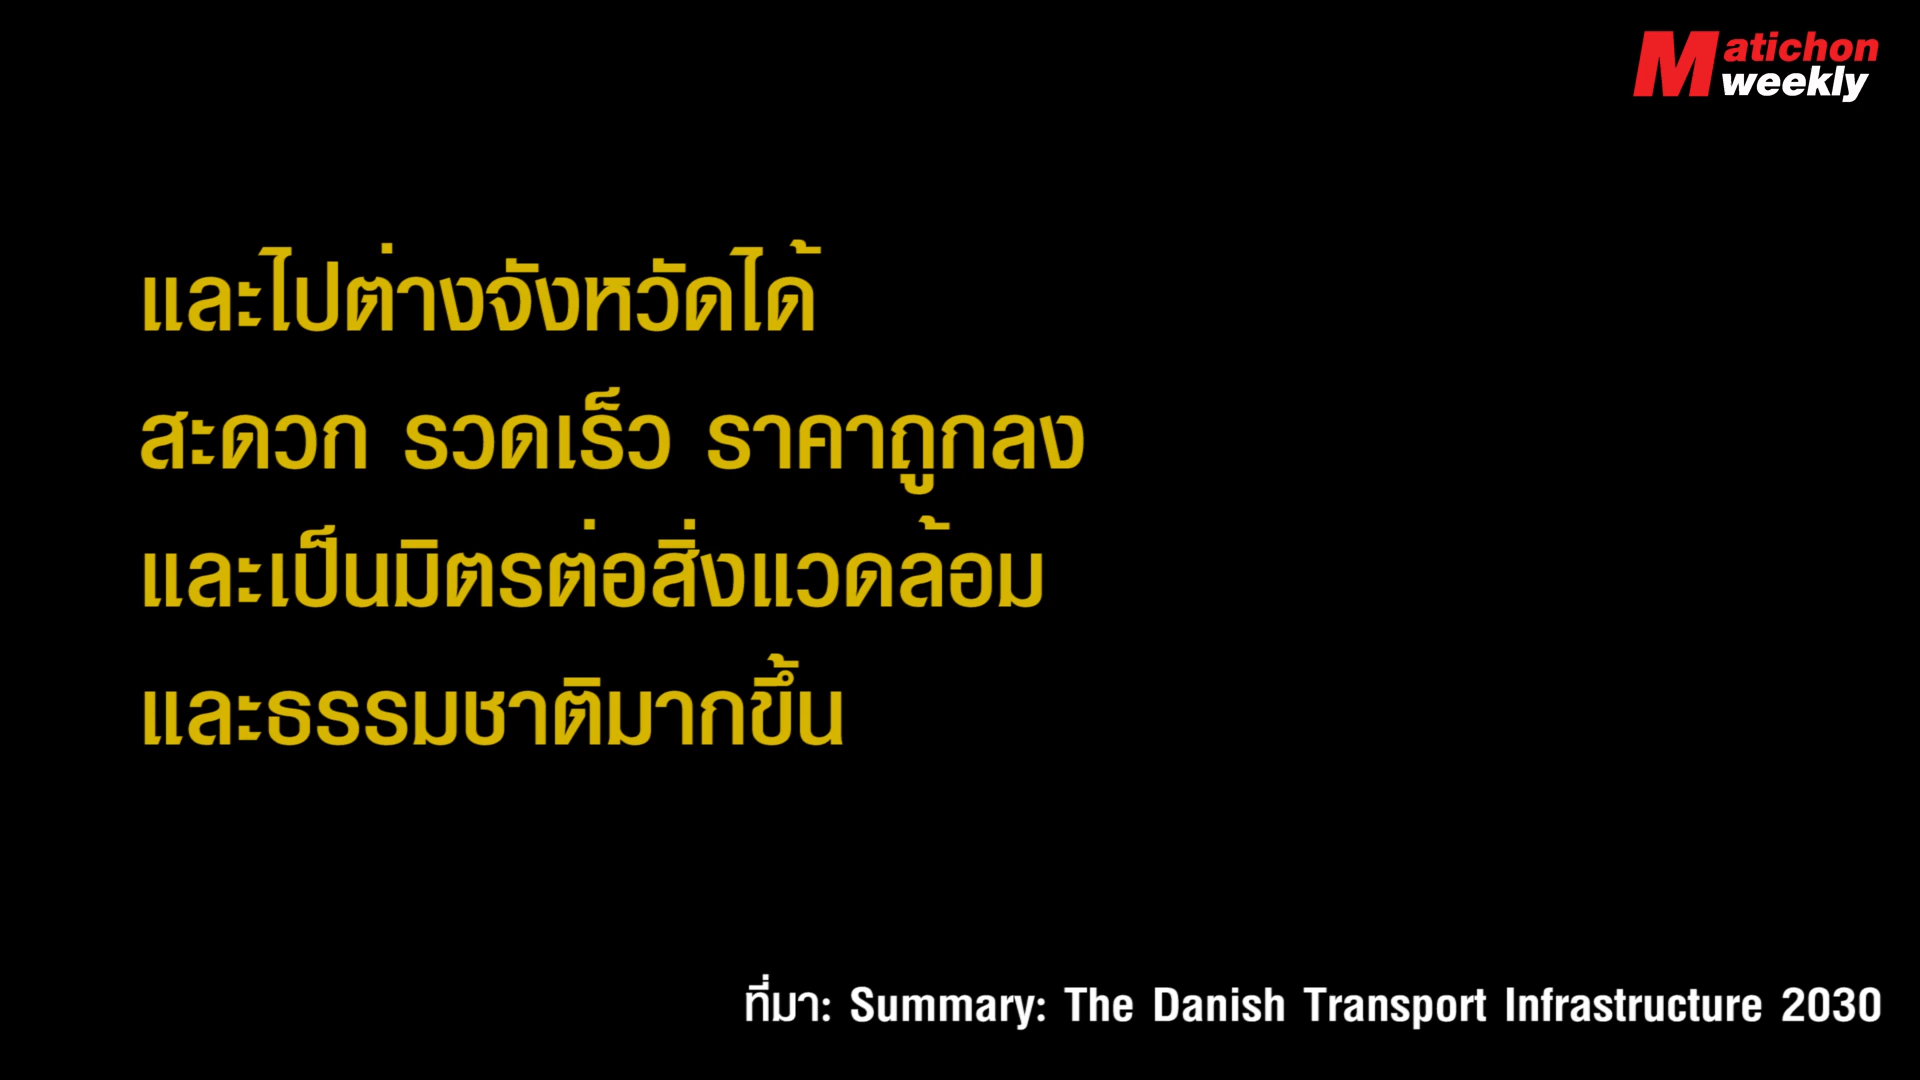 Matichon
weekly
และไปต่างจังหวัดได้
สะดวก รวดเร็ว ราคาถูกลง
และเป็นมิตรต่อสิ่งแวดล้อม
และธรรมชาติมากขึ้น
ที่มา: Summary: The Danish Transport Infrastructure 2030